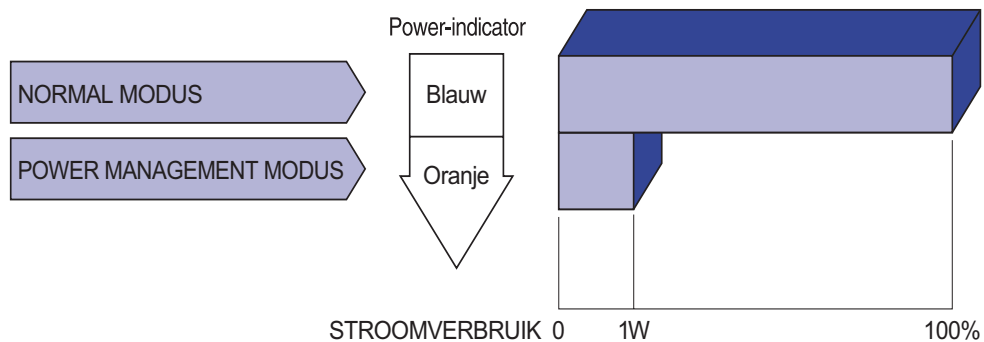 Power-indicator
NORMAL MODUS
Blauw
POWER MANAGEMENT MODUS
Oranje
STROOMVERBRUIK 0 1W 100%